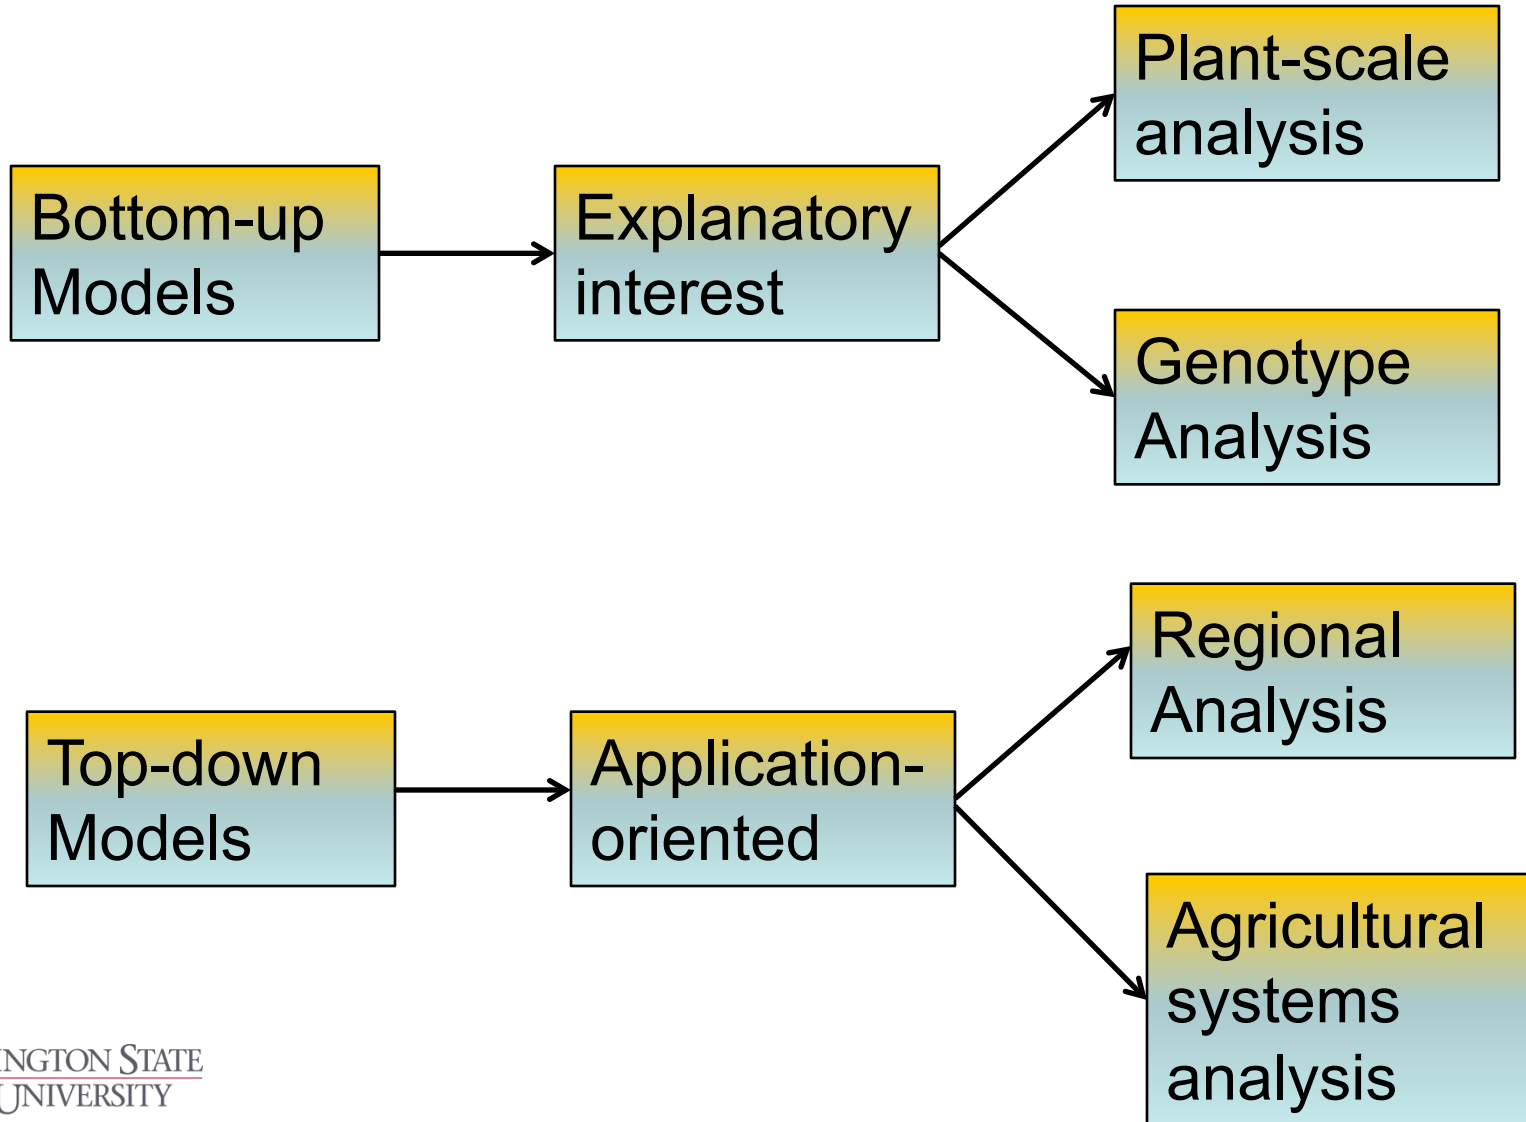 Plant-scale
analysis
Bottom-up
Models
Explanatory
interest
Genotype
Analysis
Regional
Analysis
Top-down
Models
Application-
oriented
Agricultural
systems
analysis
INGTON STATE
UNIVERSITY